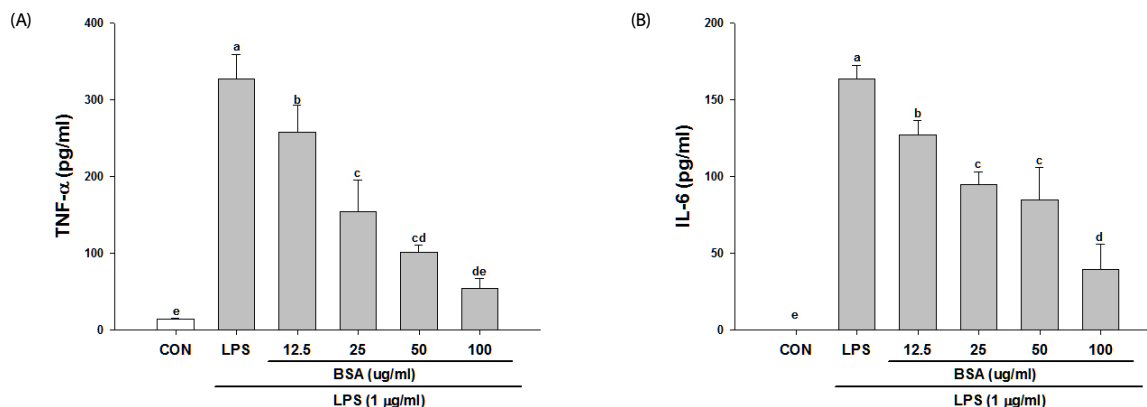 (A)
TNF-α (pg/ml)
400
300
200
100
0
e
a
b
c
cd
de
CON LPS 12.5 25 50 100
BSA (ug/ml)
LPS (1 μg/ml)
(B)
IL-6 (pg/ml)
200
150
100
50
0
e
a
b
c
c
d
CON LPS 12.5 25 50 100
BSA (ug/ml)
LPS (1 μg/ml)